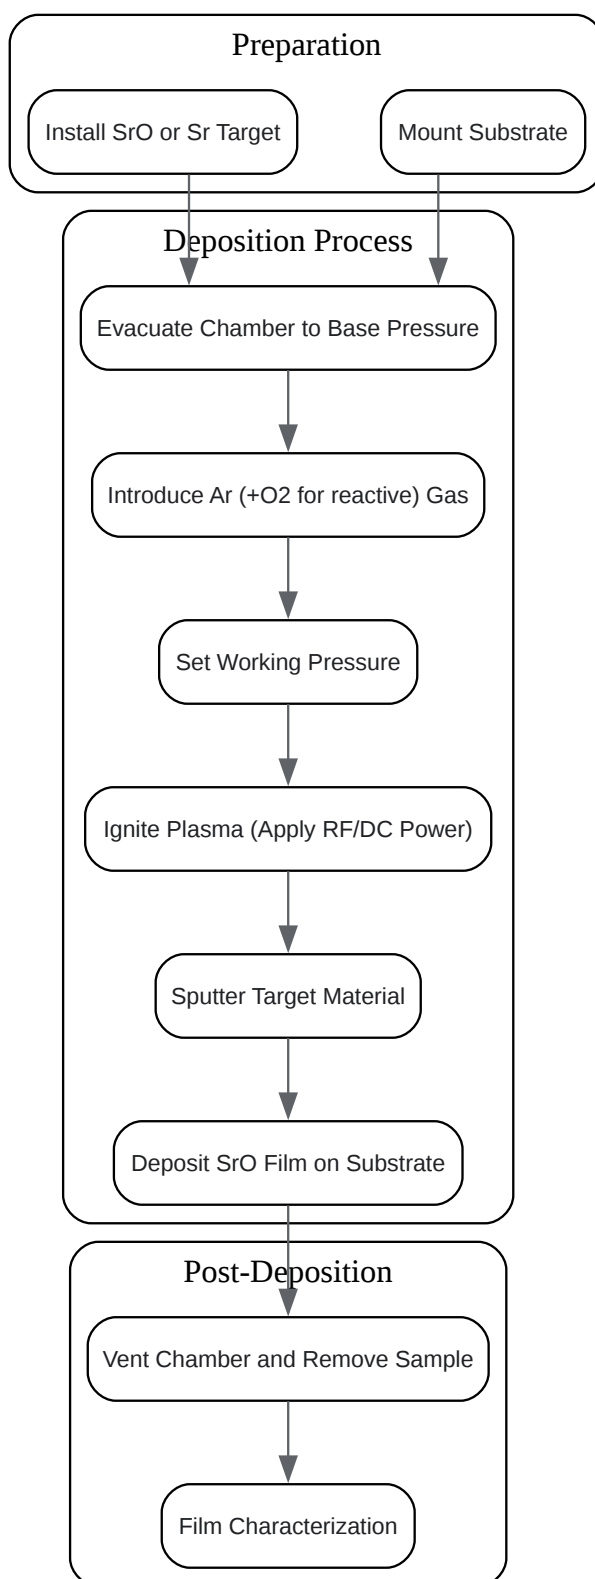 Preparation
Install SrO or Sr Target
Mount Substrate
Deposition Process
Evacuate Chamber to Base Pressure
Introduce Ar (+O2 for reactive) Gas
Set Working Pressure
Ignite Plasma (Apply RF/DC Power)
Sputter Target Material
Deposit SrO Film on Substrate
Post-Deposition
Vent Chamber and Remove Sample
Film Characterization